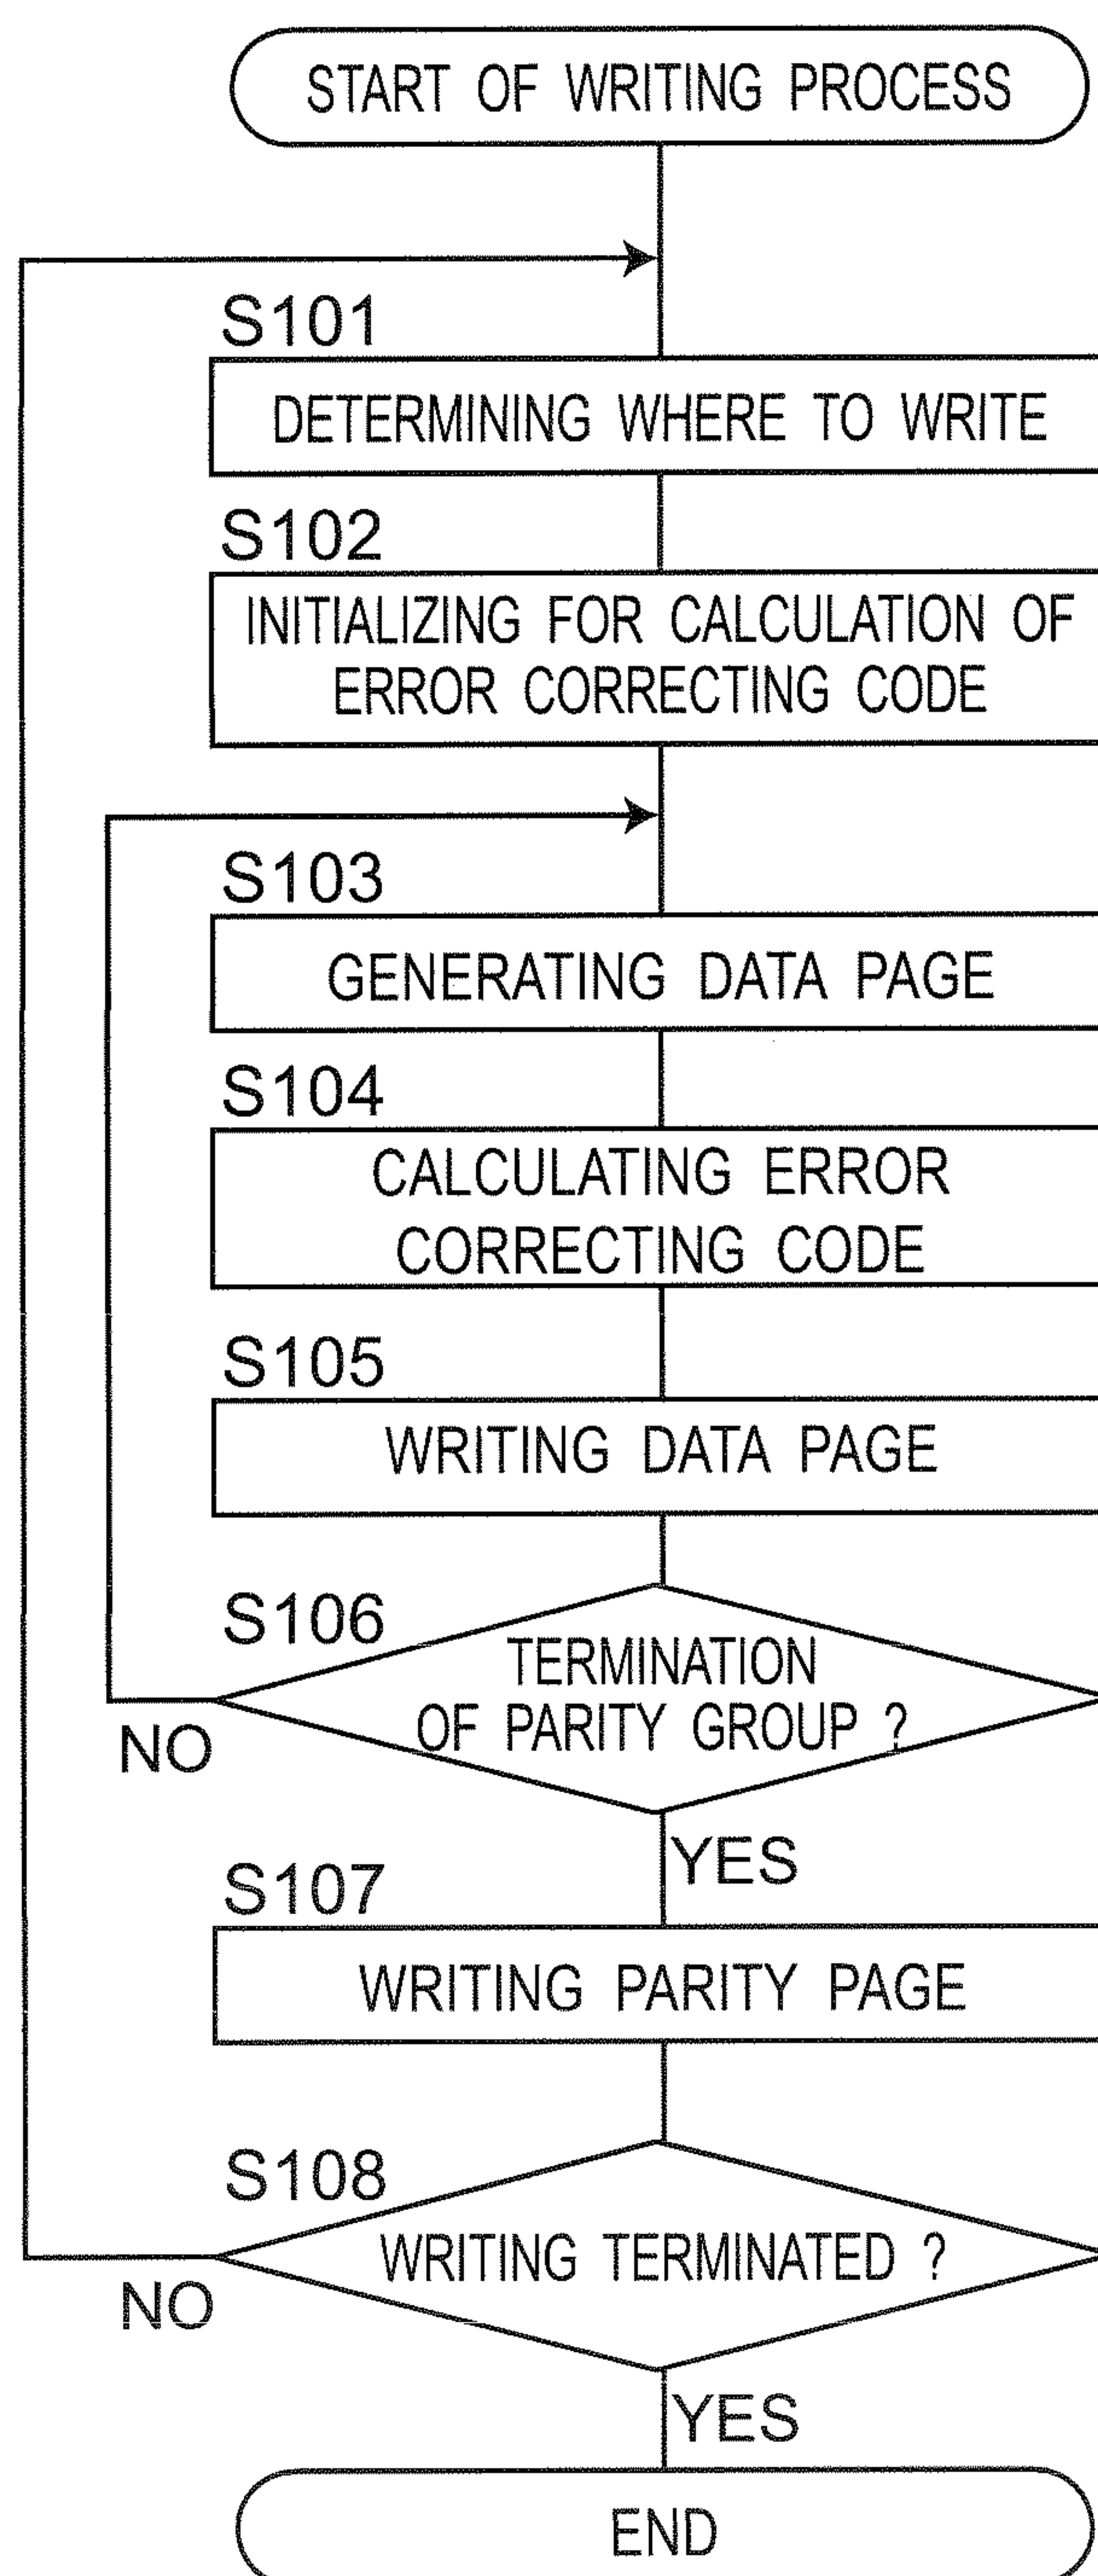 START OF WRITING PROCESS
S101
DETERMINING WHERE TO WRITE
S102
INITIALIZING FOR CALCULATION OF
ERROR CORRECTING CODE
S103
GENERATING DATA PAGE
S104
CALCULATING ERROR
CORRECTING CODE
S105
WRITING DATA PAGE
S106
TERMINATION
OF PARITY GROUP ?
NO
YES
S107
WRITING PARITY PAGE
S108
WRITING TERMINATED ?
NO
YES
END